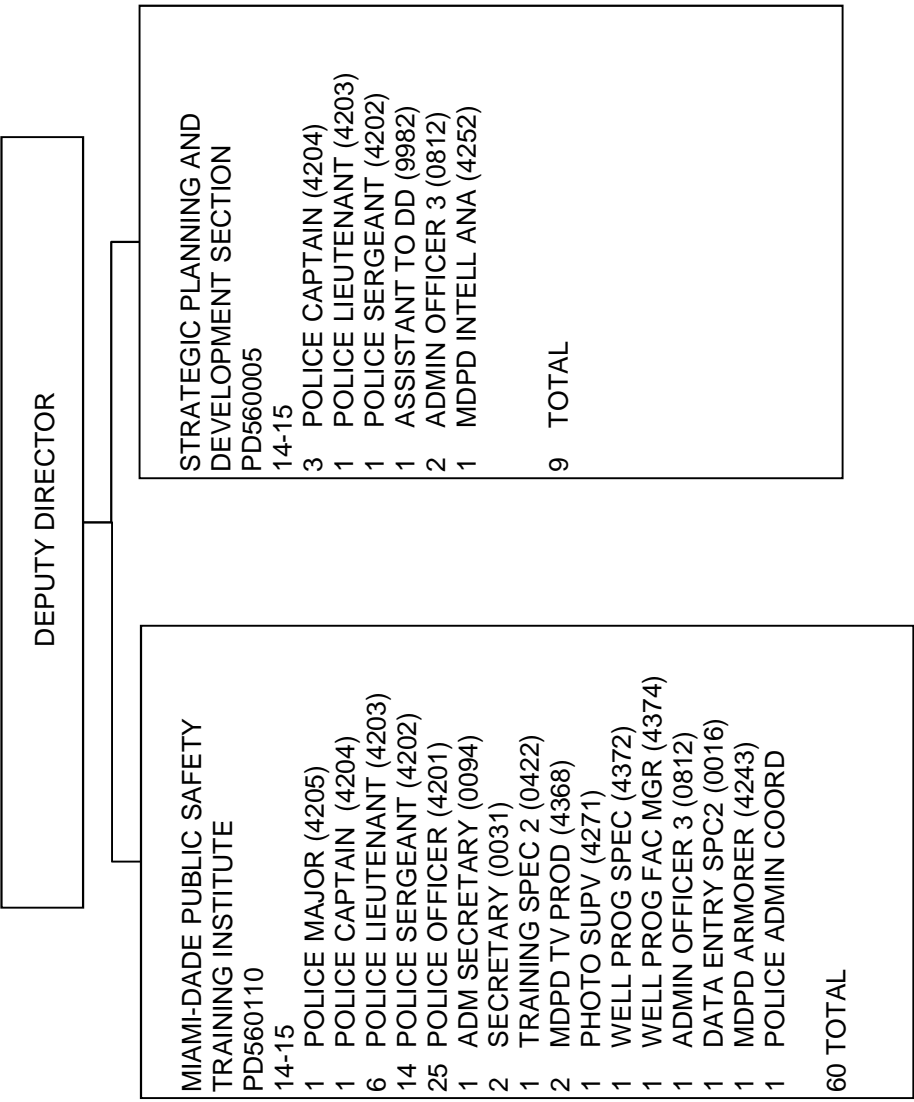 DEPUTY DIRECTOR
MIAMI-DADE PUBLIC SAFETY
TRAINING INSTITUTE
PD560110
14-15
1 POLICE MAJOR (4205)
1 POLICE CAPTAIN (4204)
6 POLICE LIEUTENANT (4203)
14 POLICE SERGEANT (4202)
25 POLICE OFFICER (4201)
1 ADM SECRETARY (0094)
2 SECRETARY (0031)
1 TRAINING SPEC 2 (0422)
2 MDPD TV PROD (4368)
1 PHOTO SUPV (4271)
1 WELL PROG SPEC (4372)
1 WELL PROG FAC MGR (4374)
1 ADMIN OFFICER 3 (0812)
1 DATA ENTRY SPC2 (0016)
1 MDPD ARMORER (4243)
1 POLICE ADMIN COORD
60 TOTAL
STRATEGIC PLANNING AND
DEVELOPMENT SECTION
PD560005
14-15
3 POLICE CAPTAIN (4204)
1 POLICE LIEUTENANT (4203)
1 POLICE SERGEANT (4202)
1 ASSISTANT TO DD (9982)
2 ADMIN OFFICER 3 (0812)
1 MDPD INTELL ANA (4252)
9 TOTAL